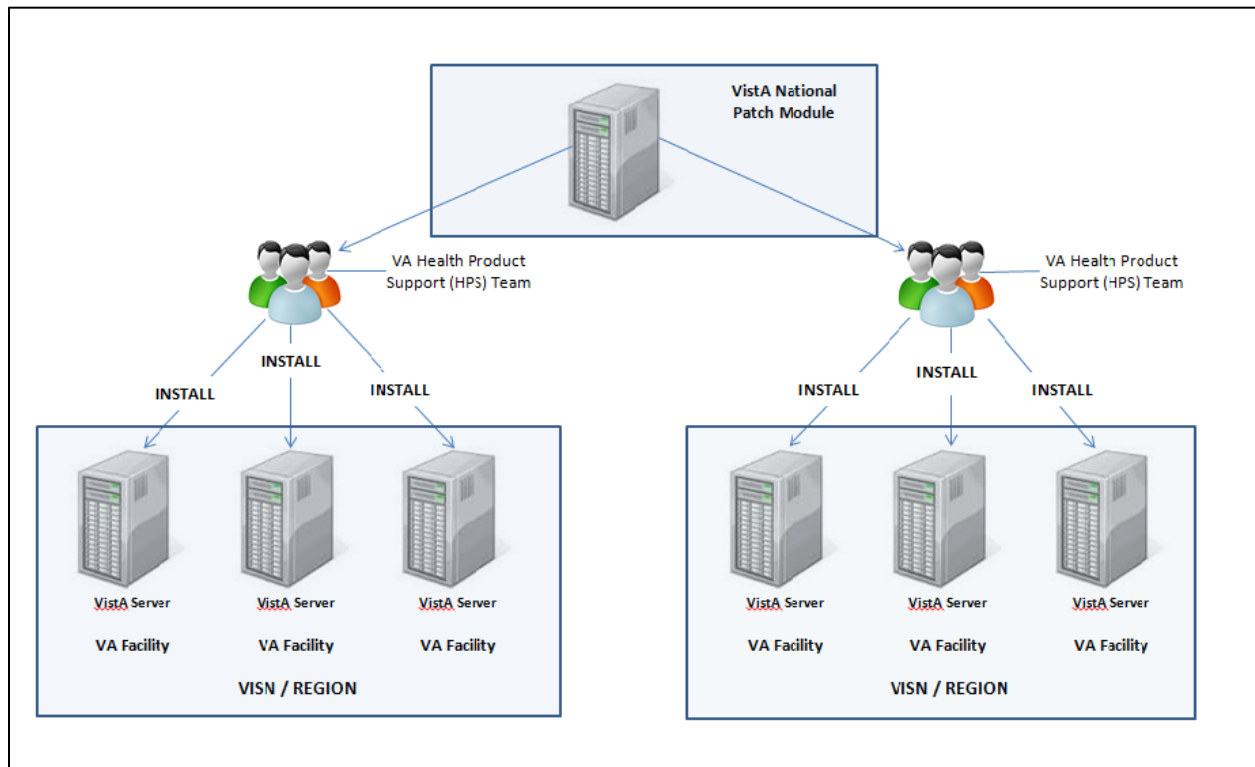 VistA National
Patch Module
VA Health Product
Support (HPS) Team
VA Health Product
Support (HPS) Team
INSTALL
INSTALL
INSTALL
INSTALL
INSTALL
INSTALL
VistA Server
VistA Server
VistA Server
VA Facility
VA Facility
VA Facility
VISN / REGION
VistA Server
VistA Server
VistA Server
VA Facility
VA Facility
VA Facility
VISN / REGION